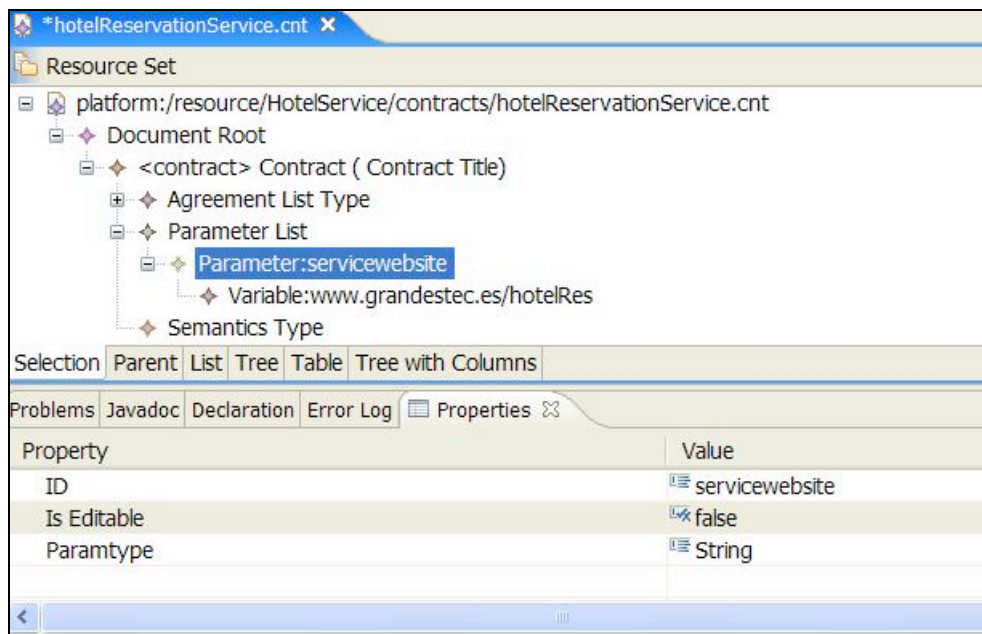 *hotelReservationService.cnt
Resource Set
platform:/resource/HotelService/contracts/hotelReservationService.cnt
Document Root
<contract> Contract ( Contract Title)
Agreement List Type
Parameter List
Parameter:servicewebsite
Variable:www.grandestec.es/hotelRes
Semantics Type
Selection Parent List Tree Table Tree with Columns
Problems Javadoc Declaration Error Log Properties
Property Value
ID servicewebsite
Is Editable false
Paramtype String